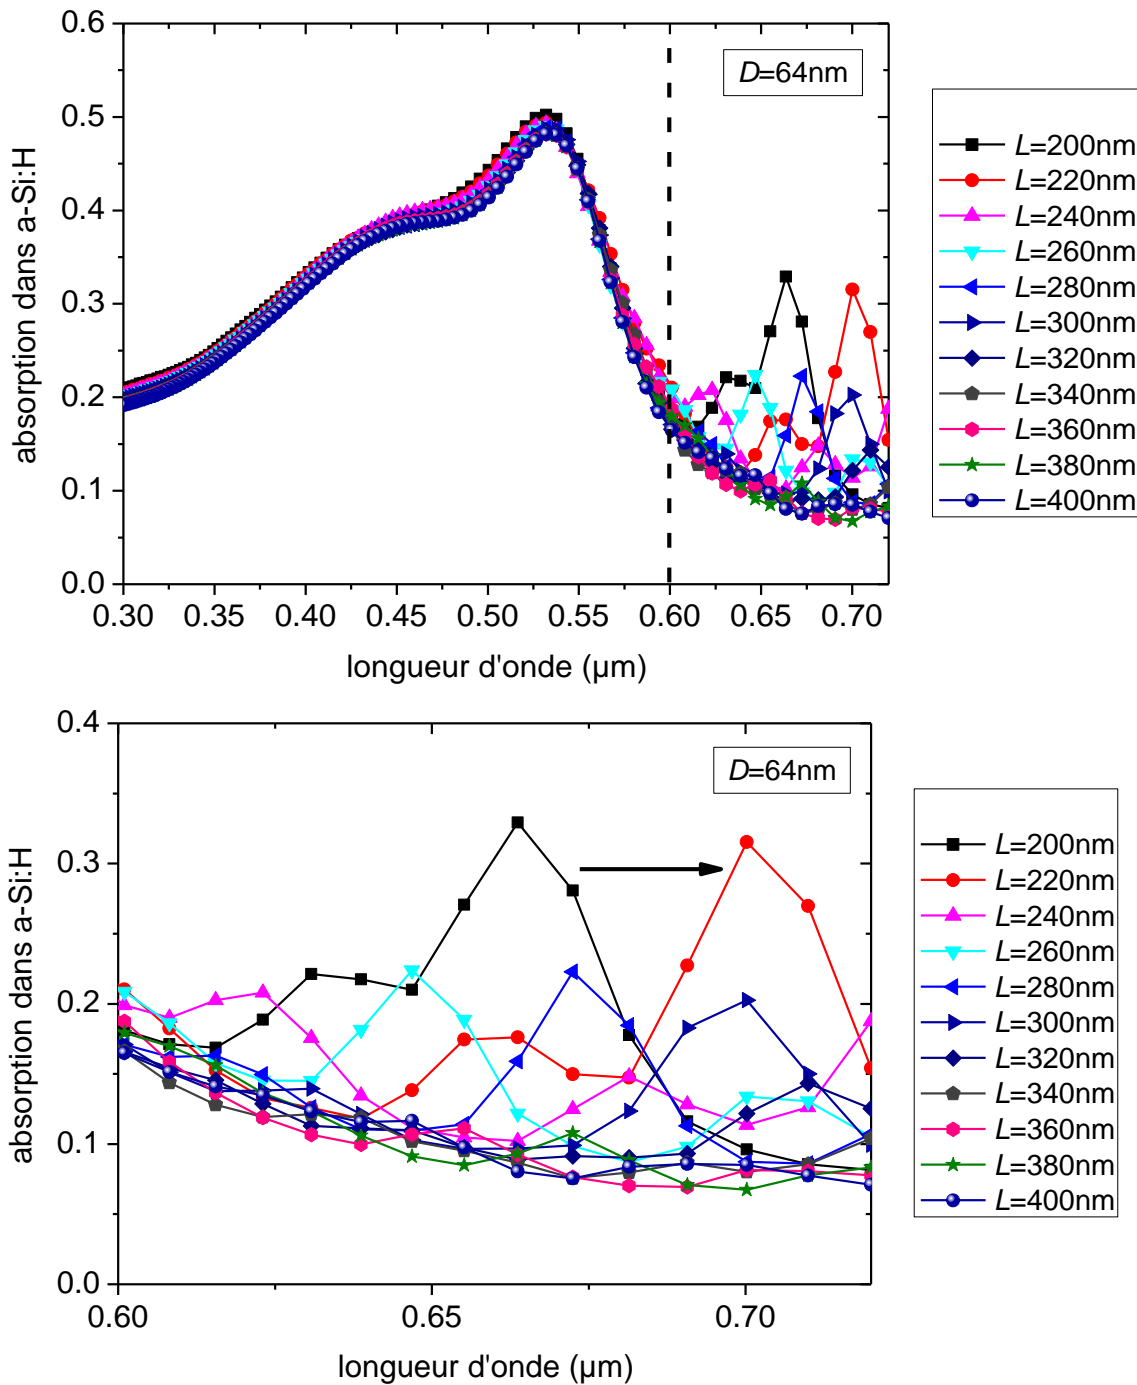 0.6
0.5
0.4
0.3
0.2
0.1
0.0
absorption dans a-Si:H
D=64nm
0.30 0.35 0.40 0.45 0.50 0.55 0.60 0.65 0.70
longueur d'onde (µm)
L=200nm
L=220nm
L=240nm
L=260nm
L=280nm
L=300nm
L=320nm
L=340nm
L=360nm
L=380nm
L=400nm
0.4
0.3
0.2
0.1
0.0
absorption dans a-Si:H
D=64nm
0.60 0.65 0.70
longueur d'onde (µm)
L=200nm
L=220nm
L=240nm
L=260nm
L=280nm
L=300nm
L=320nm
L=340nm
L=360nm
L=380nm
L=400nm